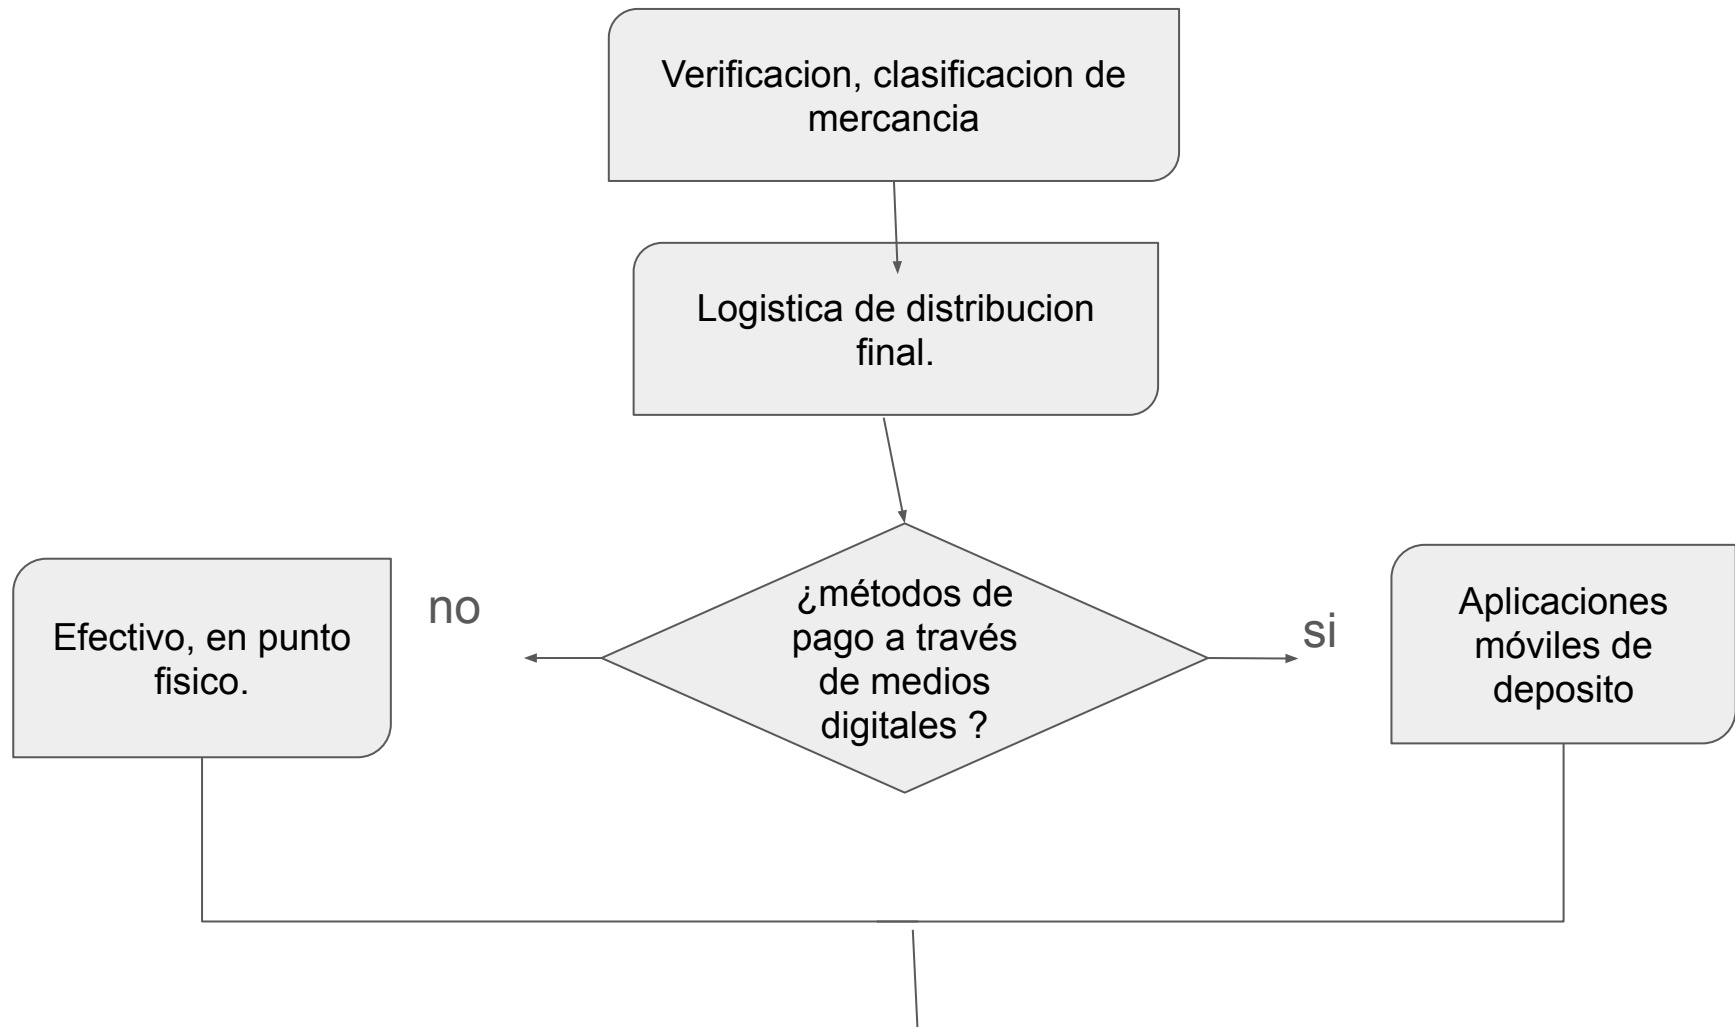 Verificacion, clasificacion de
mercancia
Logistica de distribucion
final.
¿métodos de
pago a través
de medios
digitales ?
no
si
Efectivo, en punto
fisico.
Aplicaciones
móviles de
deposito